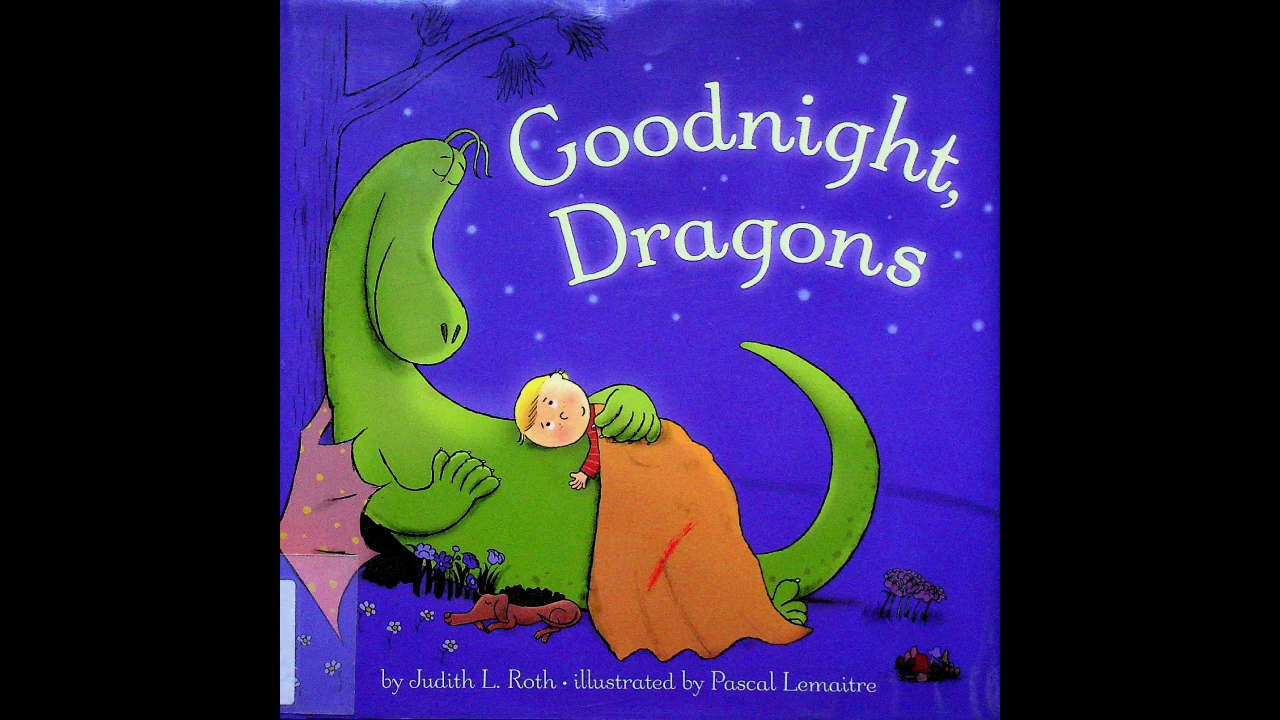 Goodnight,
Dragons
by Judith L. Roth • illustrated by Pascal Lemaitre